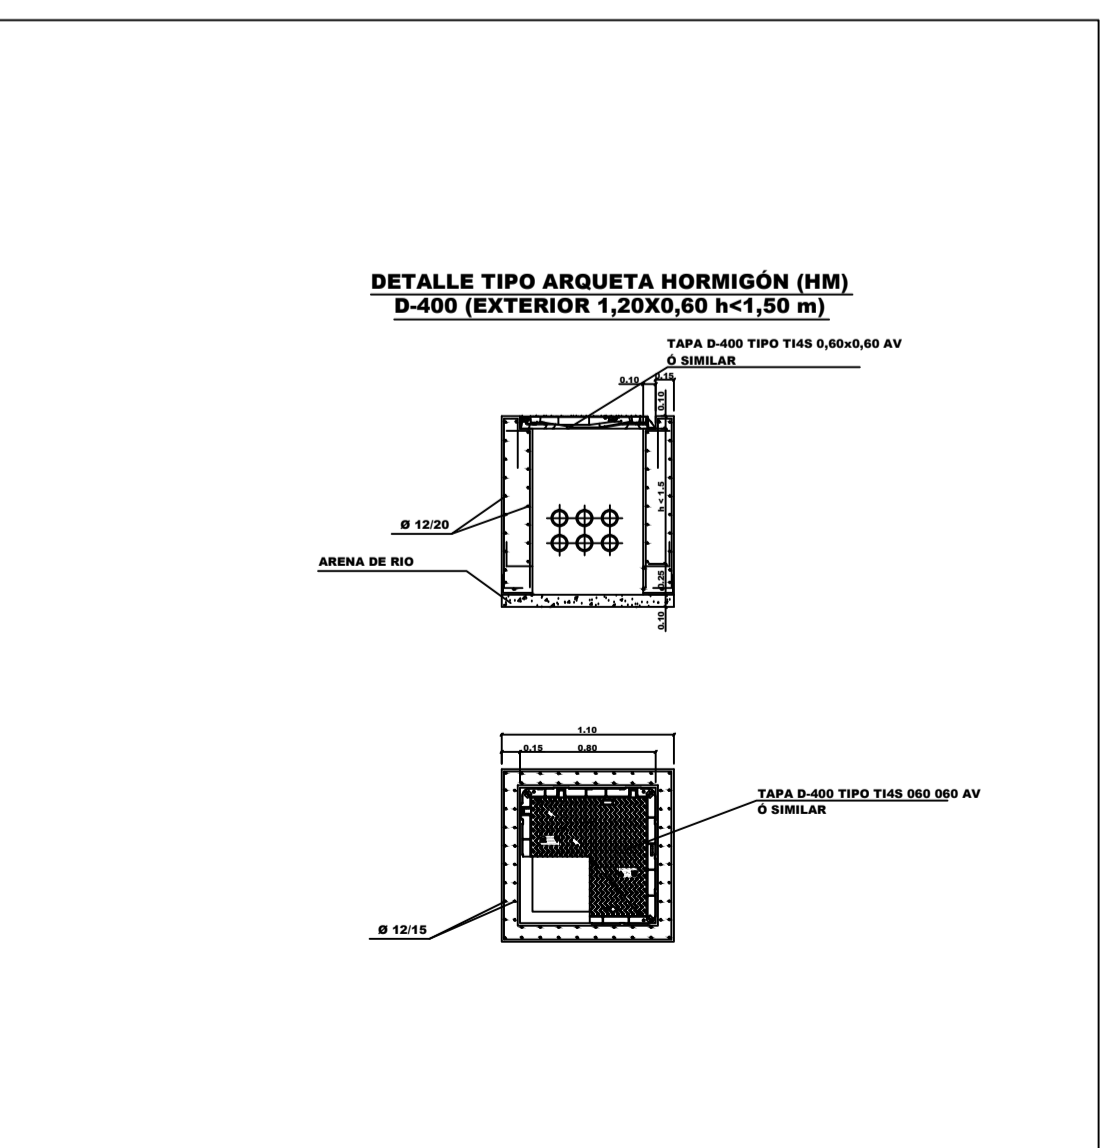 DETALLE TIPO ARQUETA HORMIGÓN (HM)
D-400 (EXTERIOR 1,20X0,60 h<1,50 m)
TAPA D-400 TIPO TI4S 0,60x0,60 AV
Ó SIMILAR
0.10
0.15
0.10
h < 1.5
Ø 12/20
ARENA DE RIO
0.25
0.10
1.10
0.15
0.80
TAPA D-400 TIPO TI4S 060 060 AV
Ó SIMILAR
Ø 12/15